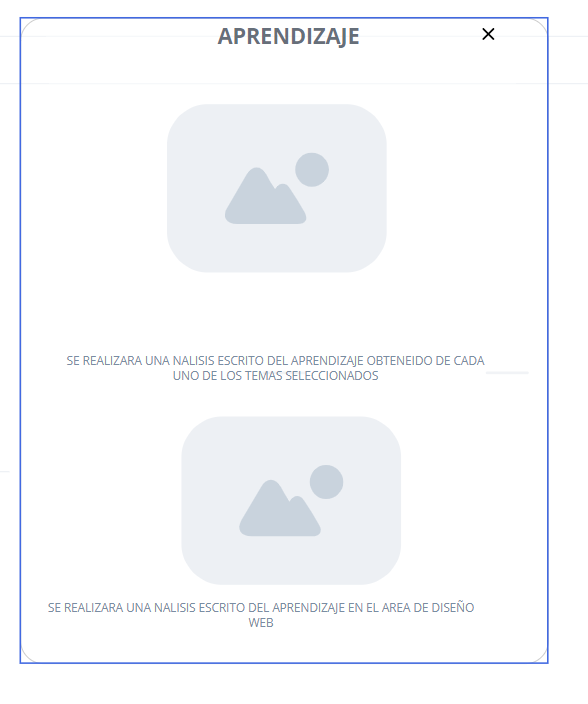 APRENDIZAJE
SE REALIZARA UNA NALISIS ESCRITO DEL APRENDIZAJE OBTENEIDO DE CADA
UNO DE LOS TEMAS SELECCIONADOS
SE REALIZARA UNA NALISIS ESCRITO DEL APRENDIZAJE EN EL AREA DE DISEÑO
WEB